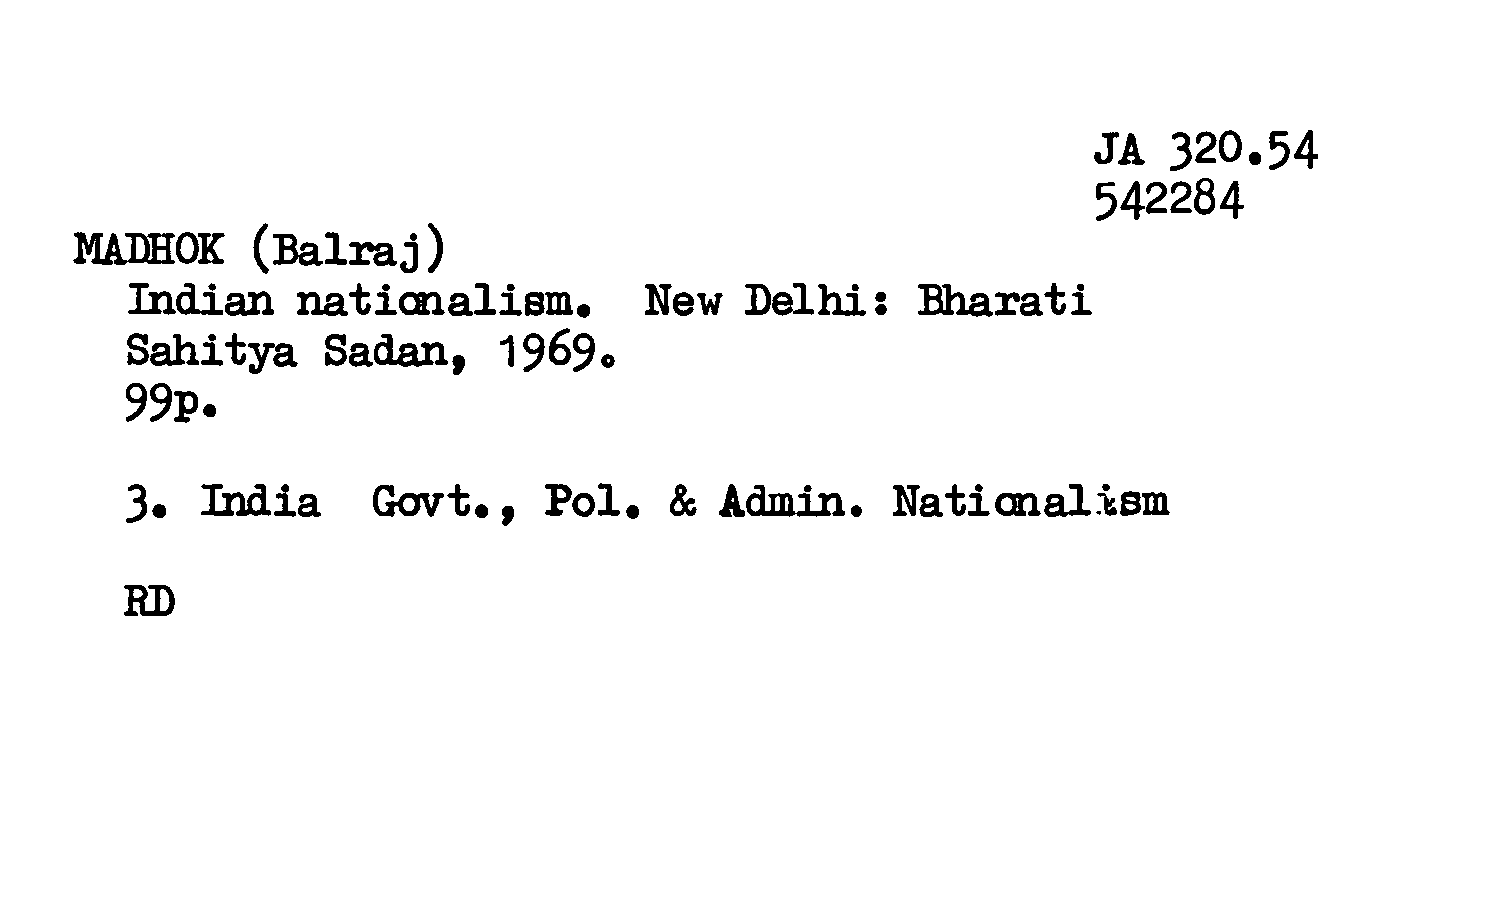 JA 320.54
542284
MADHOK (Balraj)
Indian nationalism. New Delhi: Bharati
Sahitya Sadan, 1969.
99p.
3. India Govt., Pol. & Admin. Nationalism
RD